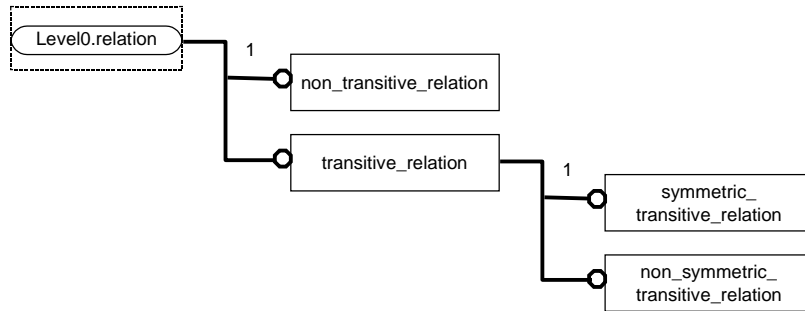 Level0.relation
1
non_transitive_relation
transitive_relation
1
symmetric_
transitive_relation
non_symmetric_
transitive_relation